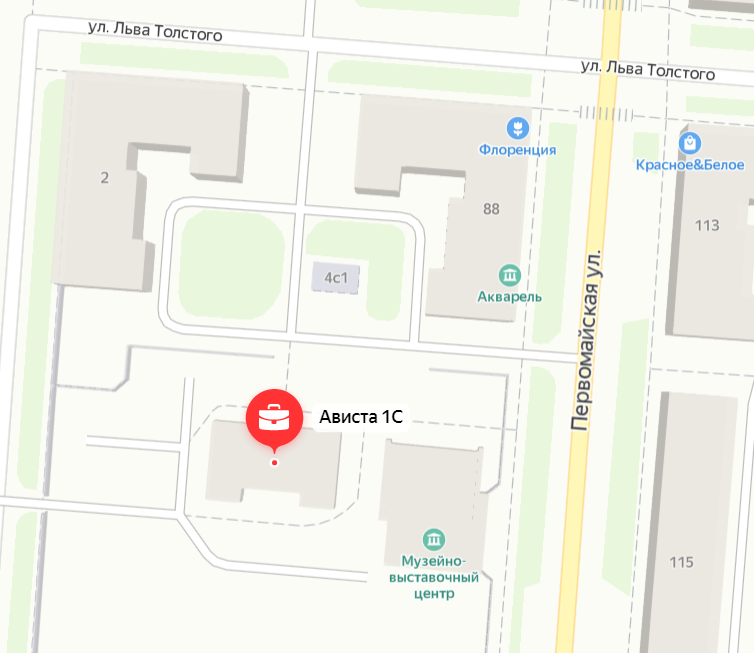 ул. Льва Толстого
ул. Льва Толстого
Флоренция
Красное&Белое
2
88
113
4с1
Акварель
Первомайская ул.
Ависта 1С
Музейно-
выставочный
центр
115